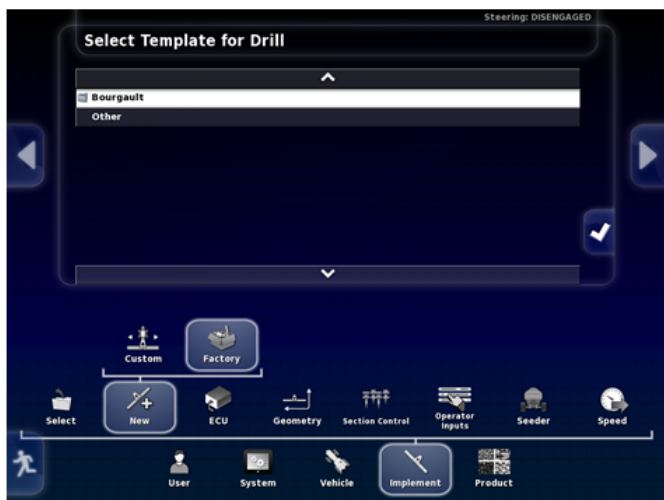 Steering: DISENGAGED
Select Template for Drill
Bourgault
Other
Custom
Factory
Select
New
ECU
Geometry
Section Control
Operator
Inputs
Seeder
Speed
User
System
Vehicle
Implement
Product